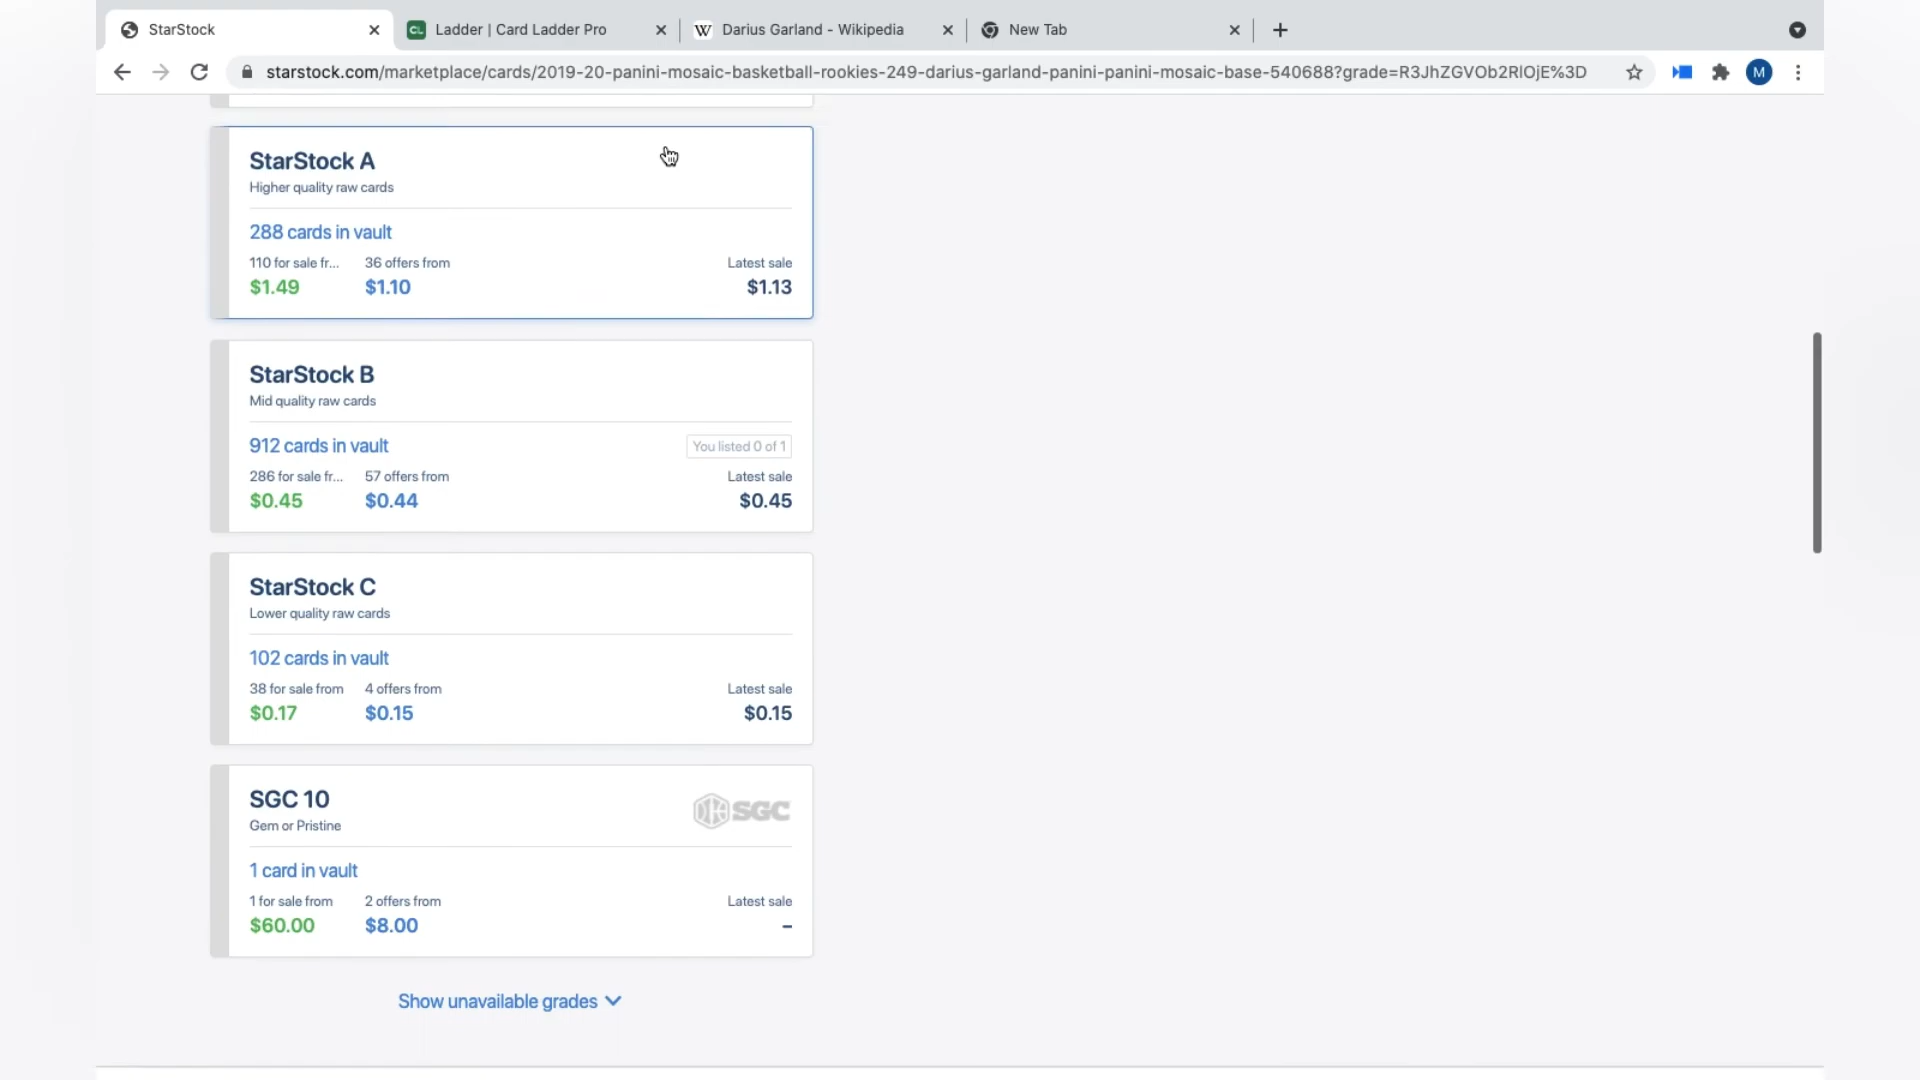 StarStock
Ladder | Card Ladder Pro
Darius Garland - Wikipedia
New Tab
starstock.com/marketplace/cards/2019-20-panini-mosaic-basketball-rookies-249-darius-garland-panini-panini-mosaic-base-540688?grade=R3JhZGVOb2RlOjE%3D
M
StarStock A
Higher quality raw cards
288 cards in vault
110 for sale fr... 36 offers from Latest sale
$1.49 $1.10 $1.13
StarStock B
Mid quality raw cards
912 cards in vault You listed 0 of 1
286 for sale fr... 57 offers from Latest sale
$0.45 $0.44 $0.45
StarStock C
Lower quality raw cards
102 cards in vault
38 for sale from 4 offers from Latest sale
$0.17 $0.15 $0.15
SGC 10 SGC
Gem or Pristine
1 card in vault
1 for sale from 2 offers from Latest sale
$60.00 $8.00 –
Show unavailable grades